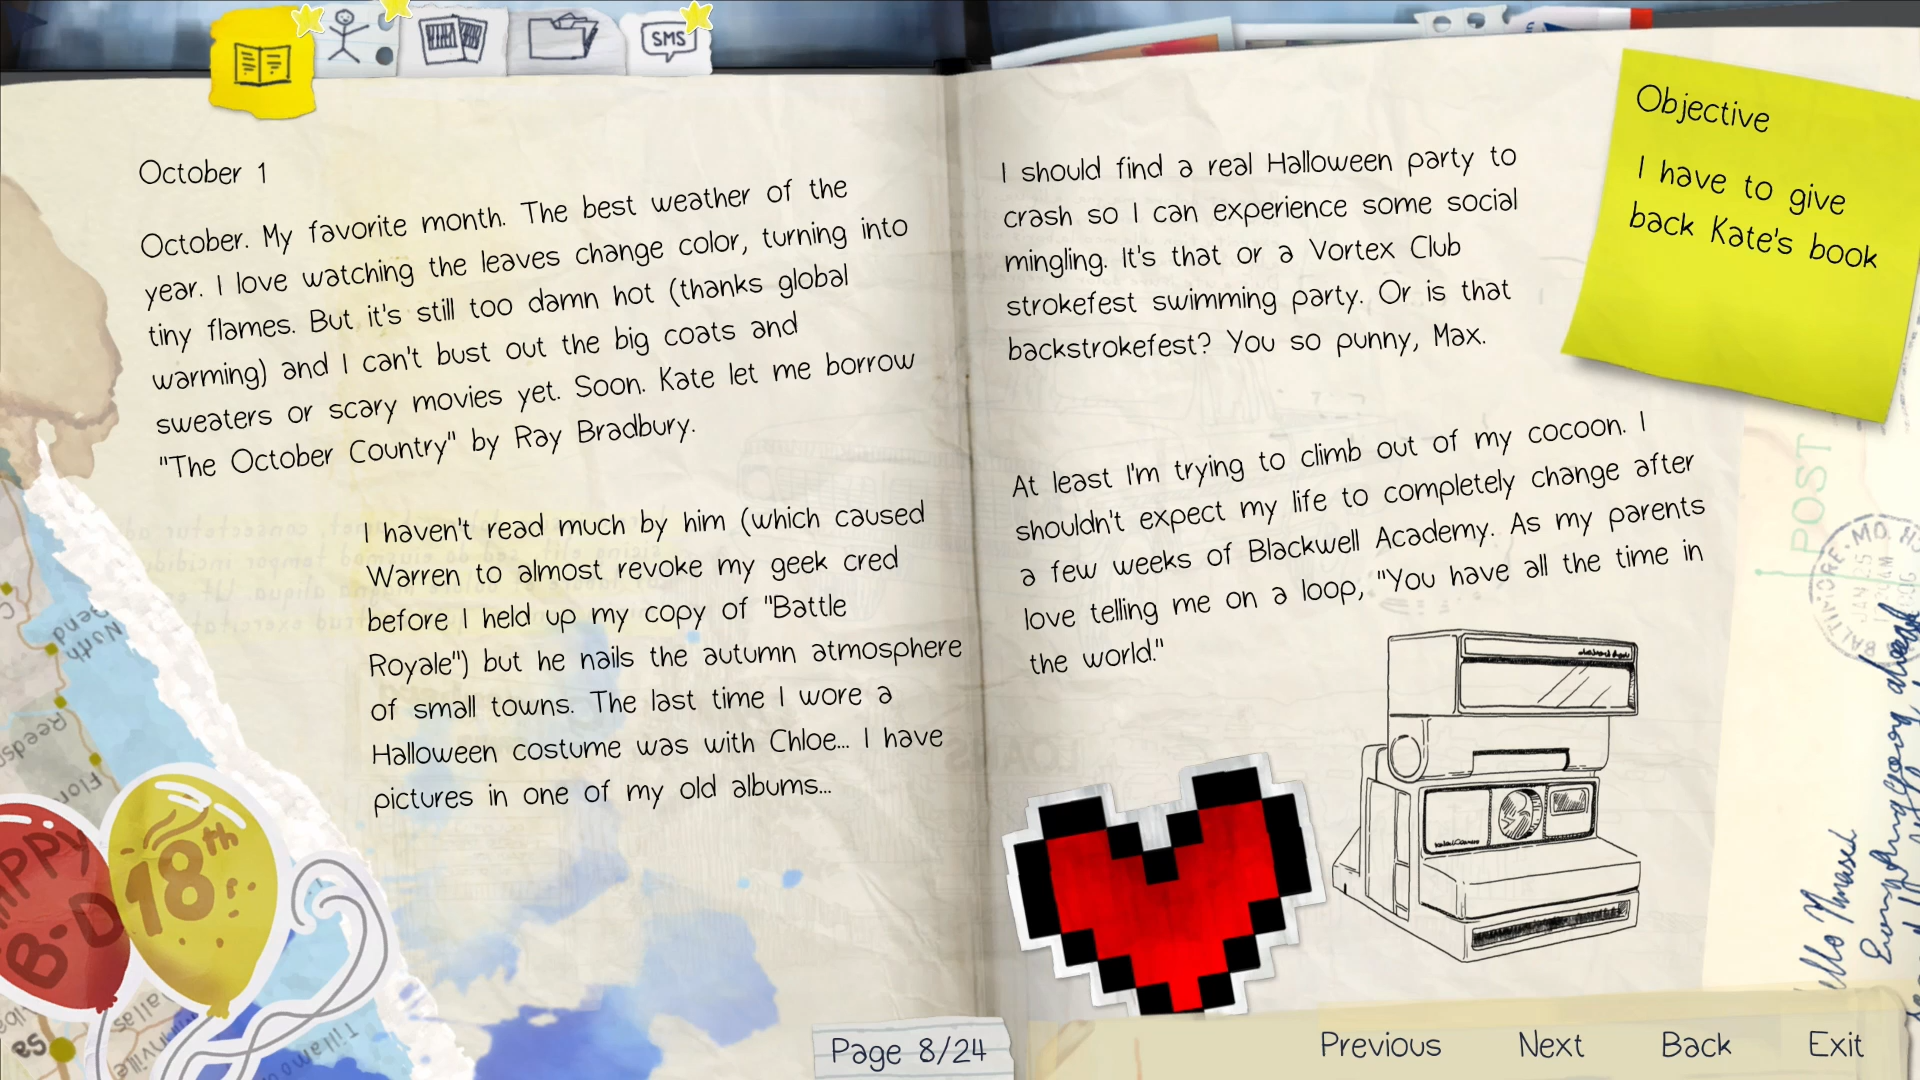 SMS
October 1
October. My favorite month. The best weather of the
year. I love watching the leaves change color, turning into
tiny flames. But it's still too damn hot (thanks global
warming) and I can't bust out the big coats and
sweaters or scary movies yet. Soon. Kate let me borrow
"The October Country" by Ray Bradbury.
I haven't read much by him (which caused
Warren to almost revoke my geek cred
before I held up my copy of "Battle
Royale") but he nails the autumn atmosphere
of small towns. The last time I wore a
Halloween costume was with Chloe... I have
pictures in one of my old albums...
I should find a real Halloween party to
crash so I can experience some social
mingling. It's that or a Vortex Club
strokefest swimming party. Or is that
backstrokefest? You so punny, Max.
At least I'm trying to climb out of my cocoon. I
shouldn't expect my life to completely change after
a few weeks of Blackwell Academy. As my parents
love telling me on a loop, "You have all the time in
the world."
Objective
I have to give
back Kate's book
POST
North
Bend
Reedsp
Flor
18th
B-D
Tillamo
Page 8/24
Previous
Next
Back
Exit